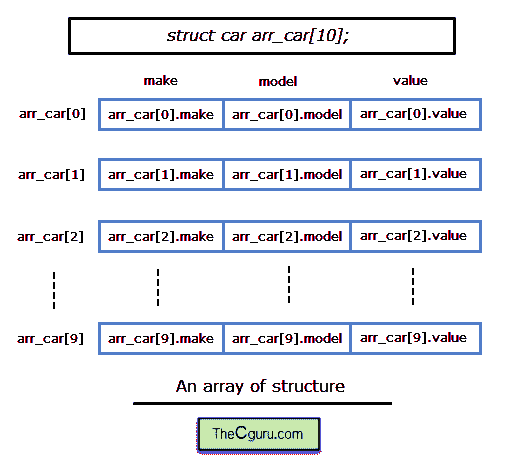 struct car arr_car[10];
make model value
arr_car[0] arr_car[0].make arr_car[0].model arr_car[0].value
arr_car[1] arr_car[1].make arr_car[1].model arr_car[1].value
arr_car[2] arr_car[2].make arr_car[2].model arr_car[2].value
arr_car[9] arr_car[9].make arr_car[9].model arr_car[9].value
An array of structure
TheCguru.com